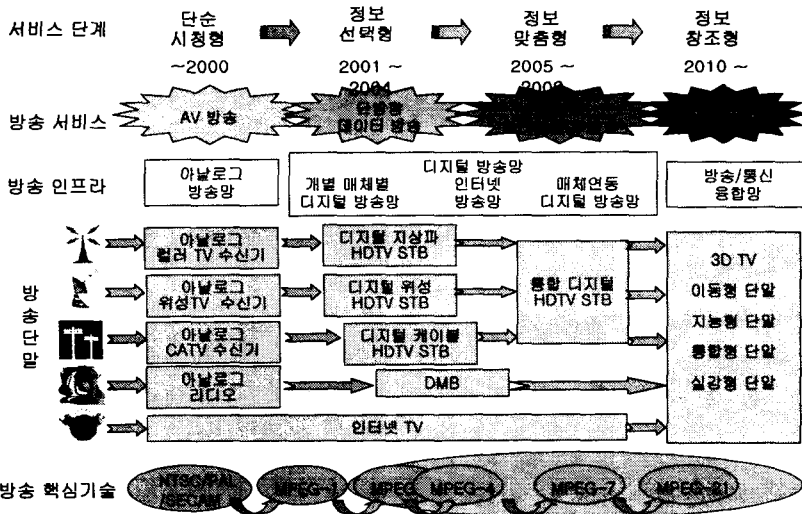 서비스 단계
단순
시청형
정보
선택형
정보
맞춤형
정보
창조형
~2000
2001 ~
2004
2005 ~
2010 ~
방송 서비스
AV 방송
단방향
데이터 방송
방송 인프라
아날로그
방송망
개별 매체별
디지털 방송망
디지털 방송망
인터넷
방송망
매체연동
디지털 방송망
방송/통신
융합망
방송단말
아날로그
컬러 TV 수신기
디지털 지상파
HDTV STB
아날로그
위성TV 수신기
디지털 위성
HDTV STB
통합 디지털
HDTV STB
아날로그
CATV 수신기
디지털 케이블
HDTV STB
아날로그
리디오
DMB
인터넷 TV
3D TV
이동형 단말
지능형 단말
통합형 단말
실감형 단말
방송 핵심기술
NTSC/PAL
/SECAM
MPEG-1
MPEG
MPEG-4
MPEG-7
MPEG-21